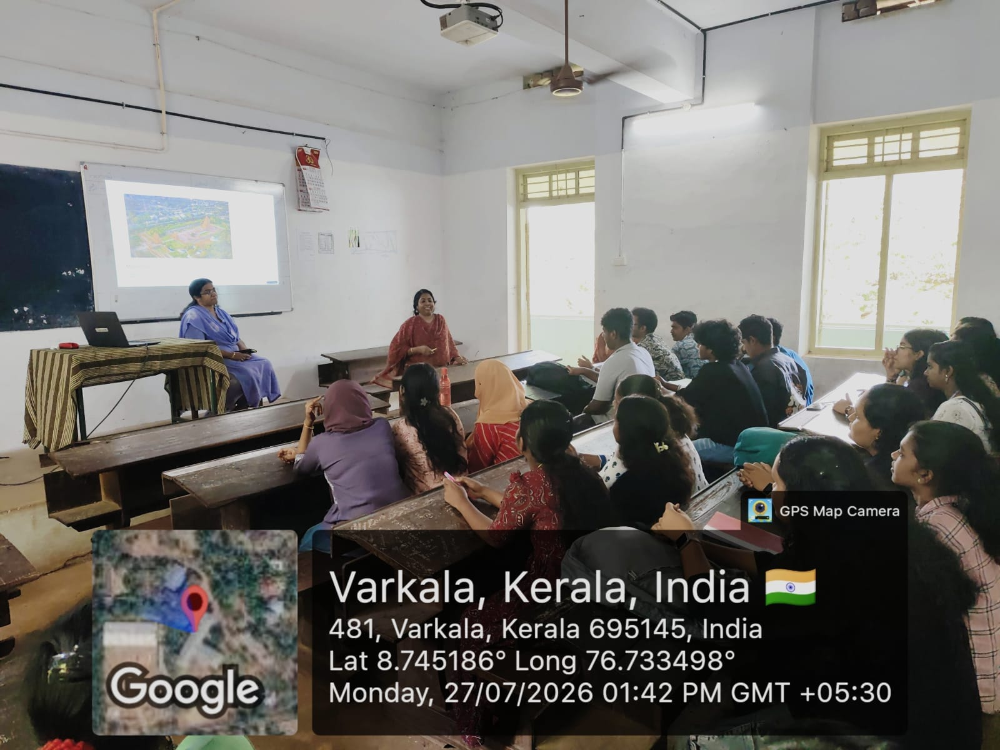 GPS Map Camera
Varkala, Kerala, India
481, Varkala, Kerala 695145, India
Lat 8.745186° Long 76.733498°
Monday, 27/07/2026 01:42 PM GMT +05:30
Google